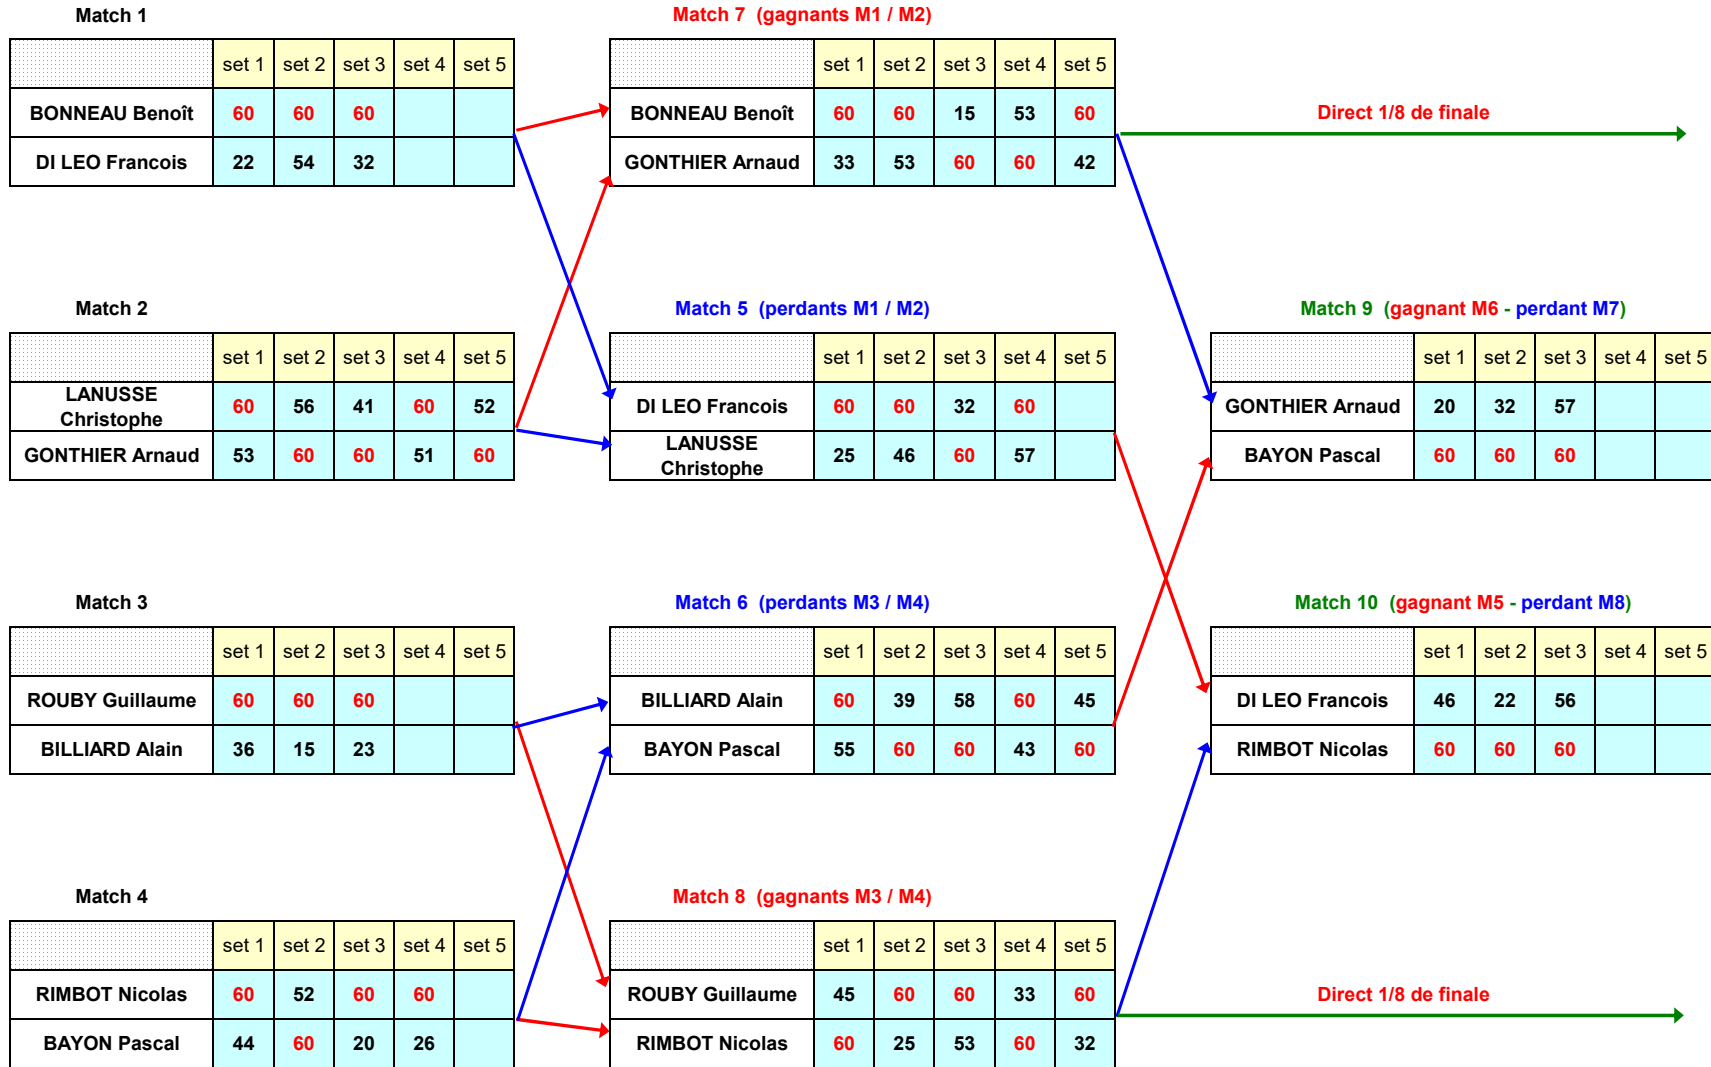 Match 1
set 1 set 2 set 3 set 4 set 5
BONNEAU Benoît 60 60 60
DI LEO Francois 22 54 32
Match 7 (gagnants M1 / M2)
set 1 set 2 set 3 set 4 set 5
BONNEAU Benoît 60 60 15 53 60
GONTHIER Arnaud 33 53 60 60 42
Direct 1/8 de finale
Match 2
set 1 set 2 set 3 set 4 set 5
LANUSSE
Christophe 60 56 41 60 52
GONTHIER Arnaud 53 60 60 51 60
Match 5 (perdants M1 / M2)
set 1 set 2 set 3 set 4 set 5
DI LEO Francois 60 60 32 60
LANUSSE
Christophe 25 46 60 57
Match 9 (gagnant M6 - perdant M7)
set 1 set 2 set 3 set 4 set 5
GONTHIER Arnaud 20 32 57
BAYON Pascal 60 60 60
Match 3
set 1 set 2 set 3 set 4 set 5
ROUBY Guillaume 60 60 60
BILLIARD Alain 36 15 23
Match 6 (perdants M3 / M4)
set 1 set 2 set 3 set 4 set 5
BILLIARD Alain 60 39 58 60 45
BAYON Pascal 55 60 60 43 60
Match 10 (gagnant M5 - perdant M8)
set 1 set 2 set 3 set 4 set 5
DI LEO Francois 46 22 56
RIMBOT Nicolas 60 60 60
Match 4
set 1 set 2 set 3 set 4 set 5
RIMBOT Nicolas 60 52 60 60
BAYON Pascal 44 60 20 26
Match 8 (gagnants M3 / M4)
set 1 set 2 set 3 set 4 set 5
ROUBY Guillaume 45 60 60 33 60
RIMBOT Nicolas 60 25 53 60 32
Direct 1/8 de finale